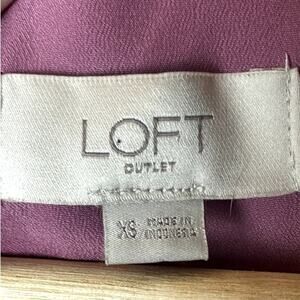 LOFT
OUTLET
XS
MADE IN
INDONESIA